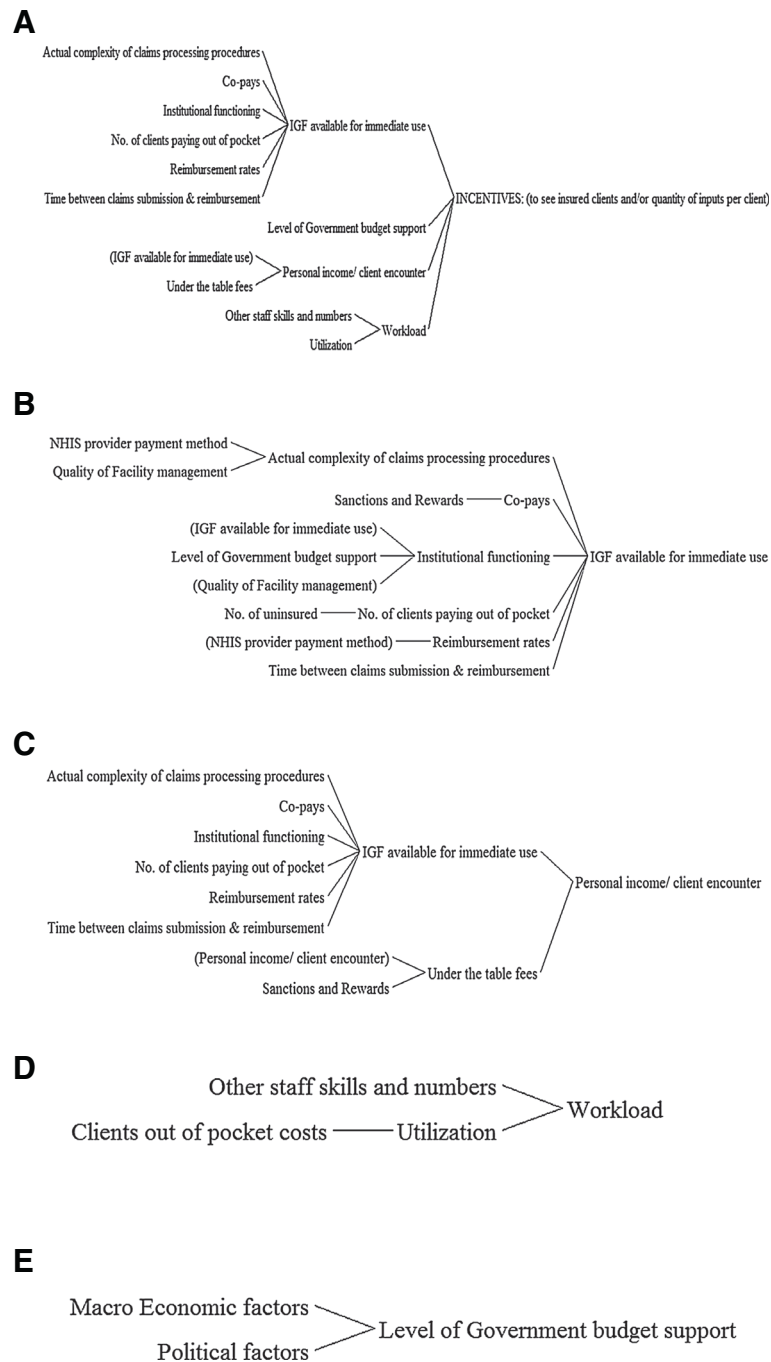 A
Actual complexity of claims processing procedures
Co-pays
Institutional functioning
IGF available for immediate use
No. of clients paying out of pocket
Reimbursement rates
Time between claims submission & reimbursement
INCENTIVES: (to see insured clients and/or quantity of inputs per client)
Level of Government budget support
(IGF available for immediate use)
Personal income/ client encounter
Under the table fees
Other staff skills and numbers
Workload
Utilization
B
NHIS provider payment method
Actual complexity of claims processing procedures
Quality of Facility management
Sanctions and Rewards
Co-pays
(IGF available for immediate use)
Level of Government budget support
Institutional functioning
IGF available for immediate use
(Quality of Facility management)
No. of uninsured
No. of clients paying out of pocket
(NHIS provider payment method)
Reimbursement rates
Time between claims submission & reimbursement
C
Actual complexity of claims processing procedures
Co-pays
Institutional functioning
IGF available for immediate use
No. of clients paying out of pocket
Personal income/ client encounter
Reimbursement rates
Time between claims submission & reimbursement
(Personal income/ client encounter)
Under the table fees
Sanctions and Rewards
D
Other staff skills and numbers
Workload
Clients out of pocket costs
Utilization
E
Macro Economic factors
Level of Government budget support
Political factors